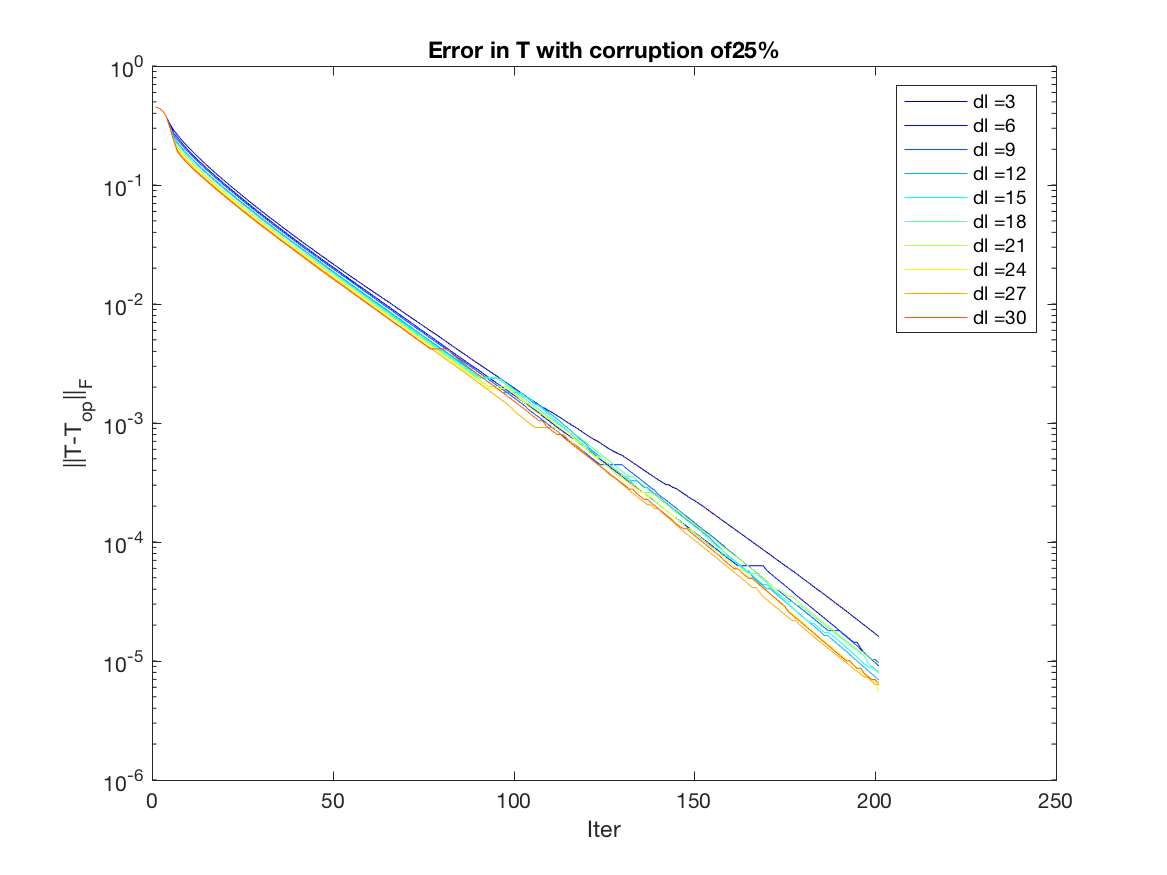 Error in T with corruption of25%
10^0
10^-1
10^-2
10^-3
10^-4
10^-5
10^-6
||T-T_op||_F
0 50 100 150 200 250
Iter
dl =3
dl =6
dl =9
dl =12
dl =15
dl =18
dl =21
dl =24
dl =27
dl =30